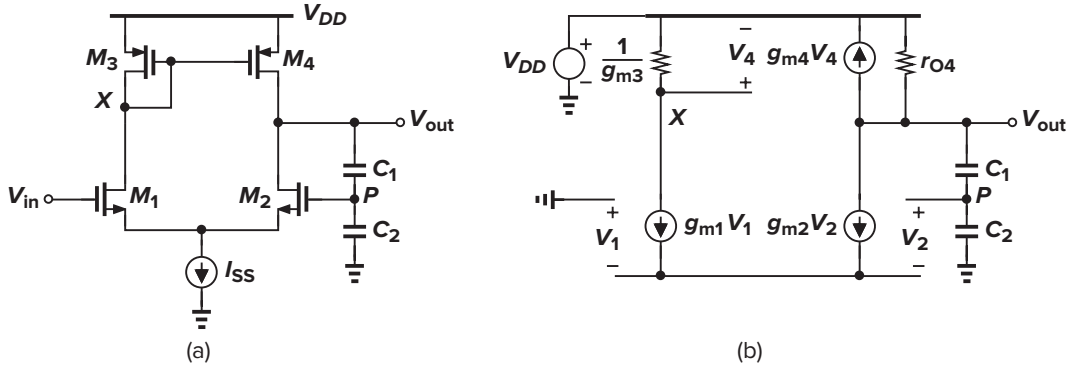 V_DD
M_3
M_4
X
V_out
C_1
V_in
M_1
M_2
P
C_2
I_SS
(a)
V_DD
+
−
1
g_m3
−
V_4
+
g_m4V_4
r_O4
X
V_out
C_1
P
+
V_1
−
g_m1V_1
g_m2V_2
+
V_2
−
C_2
(b)